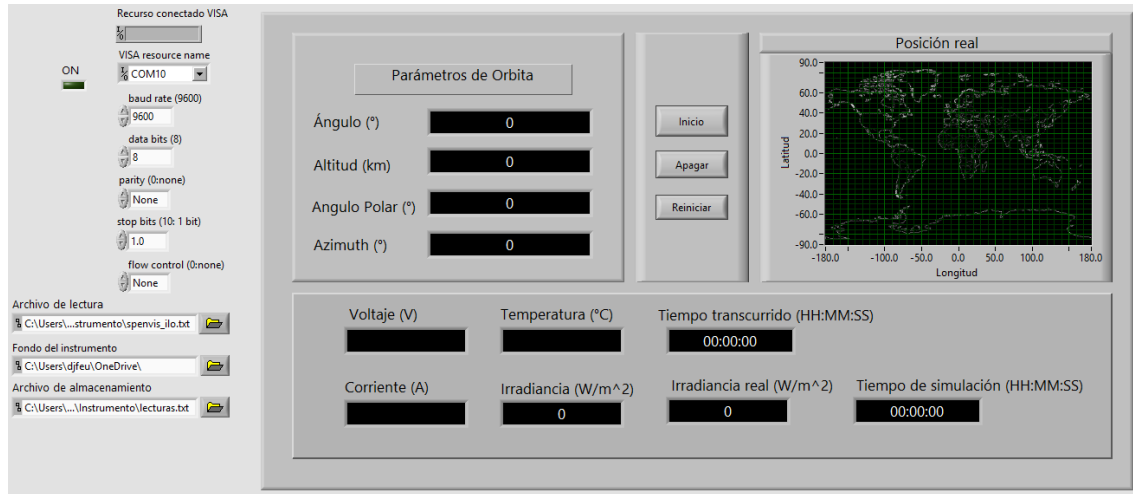 Recurso conectado VISA
VISA resource name
COM10
ON
baud rate (9600)
9600
data bits (8)
8
parity (0:none)
None
stop bits (10: 1 bit)
1.0
flow control (0:none)
None
Archivo de lectura
C:\Users\...strumento\spenvis_ilo.txt
Fondo del instrumento
C:\Users\djfeu\OneDrive\
Archivo de almacenamiento
C:\Users\...\Instrumento\lecturas.txt
Parámetros de Orbita
Ángulo (°) 0
Altitud (km) 0
Angulo Polar (°) 0
Azimuth (°) 0
Inicio
Apagar
Reiniciar
Posición real
90.0
60.0
40.0
20.0
0.0
-20.0
-40.0
-60.0
-90.0
Latitud
-180.0 -100.0 -50.0 0.0 50.0 100.0 180.0
Longitud
Voltaje (V) Temperatura (°C) Tiempo transcurrido (HH:MM:SS)
00:00:00
Corriente (A) Irradiancia (W/m^2) Irradiancia real (W/m^2) Tiempo de simulación (HH:MM:SS)
0 0 00:00:00